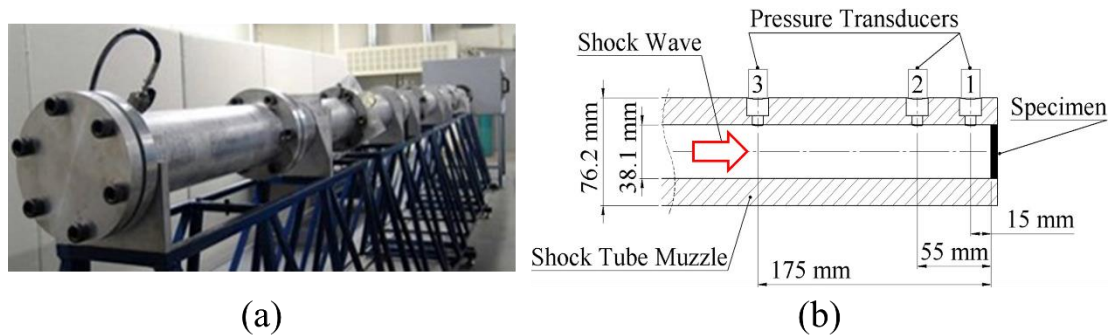 Pressure Transducers
Shock Wave
3
2
1
Specimen
76.2 mm
38.1 mm
15 mm
55 mm
Shock Tube Muzzle
175 mm
(a)
(b)